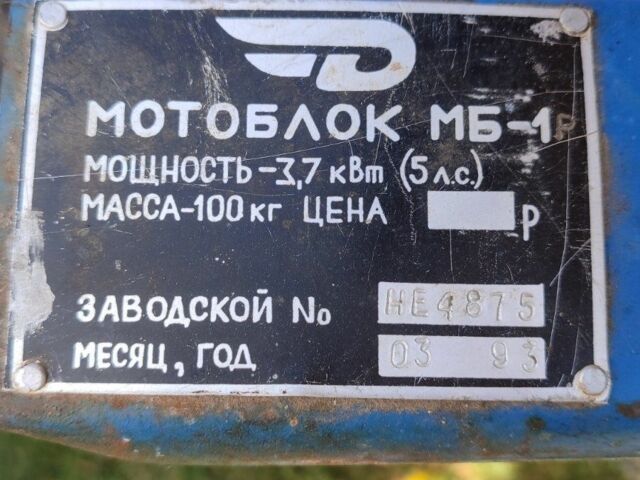 МОТОБЛОК МБ-1Р
МОЩНОСТЬ-3,7 кВт (5 л.с.)
МАССА-100 кг ЦЕНА Р
ЗАВОДСКОЙ No НЕ4875
МЕСЯЦ, ГОД 03 93